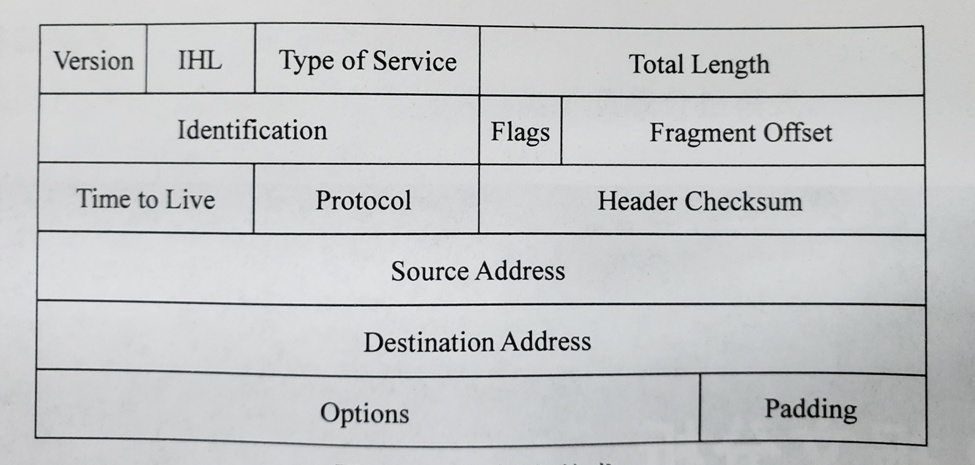 Version IHL Type of Service Total Length
Identification Flags Fragment Offset
Time to Live Protocol Header Checksum
Source Address
Destination Address
Options Padding